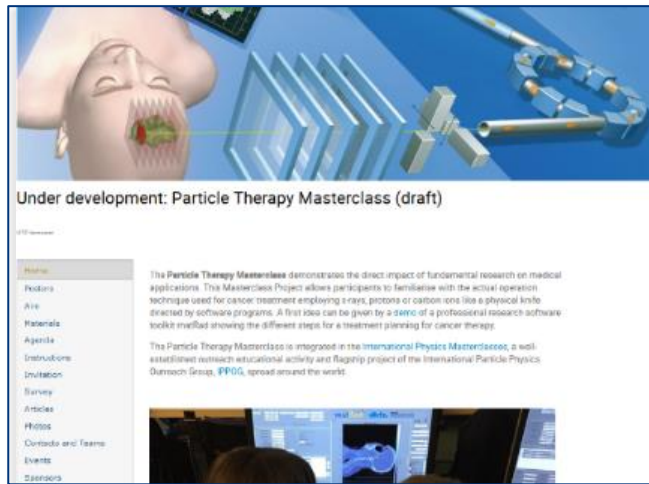 Under development: Particle Therapy Masterclass (draft)
Home
Posters
Materials
Agenda
Instructions
Invitation
Survey
Articles
Photos
Contacts and Teams
Events
Sponsors
The Particle Therapy Masterclass demonstrates the direct impact of fundamental research on medical
applications. This Masterclass Project allows participants to familiarise with the actual operation
technique used for cancer treatment employing x-rays, protons or carbon ions like a physical knife
directed by software programs. A first idea can be given by a demo of a professional research software
toolkit matRad showing the different steps for a treatment planning for cancer therapy.
The Particle Therapy Masterclass is integrated in the International Physics Masterclasses, a well-
established outreach educational activity and flagship project of the International Particle Physics
Outreach Group, IPPOG, spread around the world.